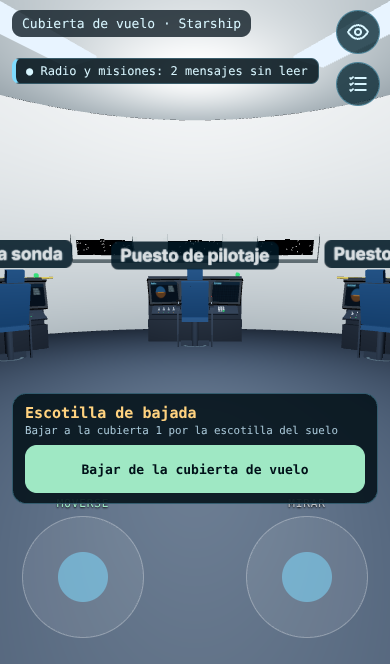 Cubierta de vuelo · Starship
● Radio y misiones: 2 mensajes sin leer
a sonda
Puesto de pilotaje
Puesto
Escotilla de bajada
Bajar a la cubierta 1 por la escotilla del suelo
Bajar de la cubierta de vuelo
MOVERSE
MIRAR